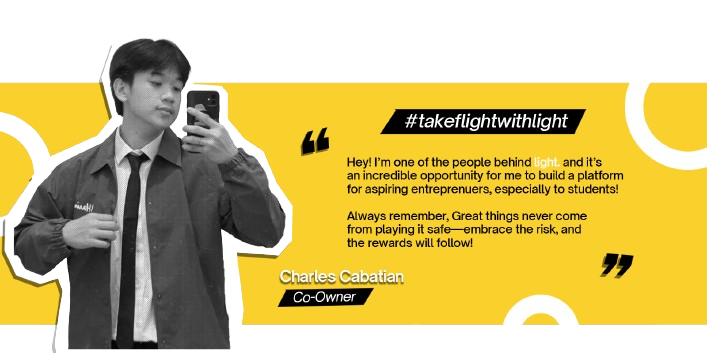 #takeflightwithlight
Hey! I'm one of the people behind light. and it's
an incredible opportunity for me to build a platform
for aspiring entreprenuers, especially to students!
Always remember, Great things never come
from playing it safe—embrace the risk, and
the rewards will follow!
Charles Cabatian
Co-Owner